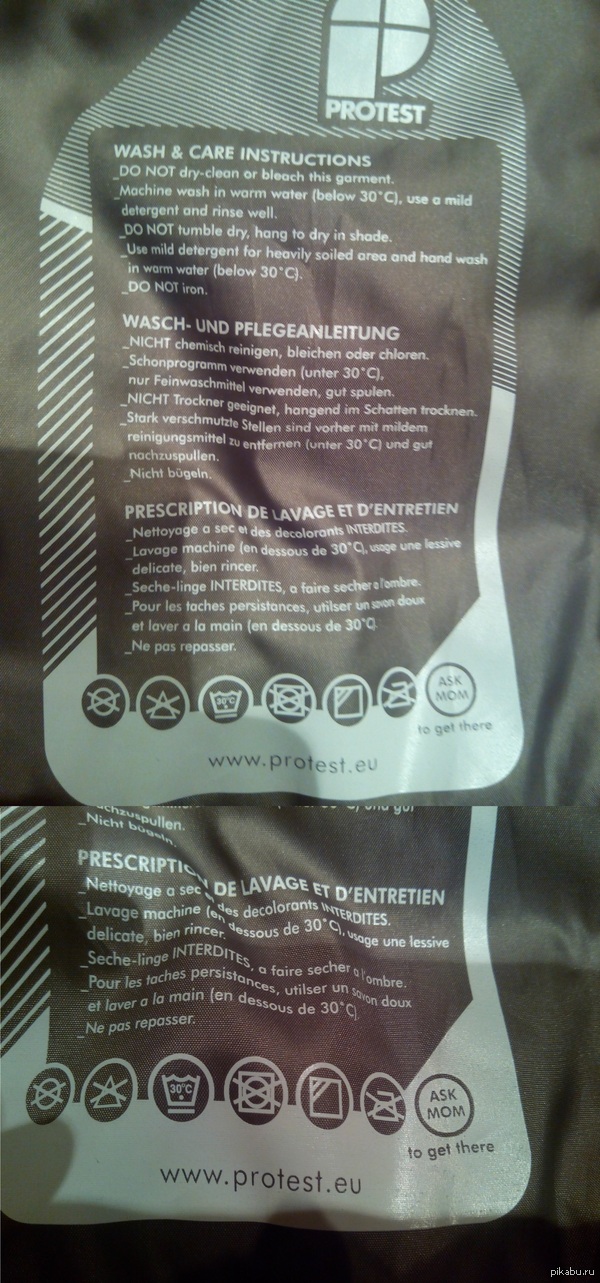 PROTEST
WASH & CARE INSTRUCTIONS
_DO NOT dry-clean or bleach this garment.
_Machine wash in warm water (below 30°C), use a mild
detergent and rinse well.
_DO NOT tumble dry, hang to dry in shade.
_Use mild detergent for heavily soiled area and hand wash
in warm water (below 30°C).
_DO NOT iron.
WASCH- UND PFLEGEANLEITUNG
_NICHT chemisch reinigen, bleichen oder chloren.
_Schonprogramm verwenden (unter 30°C),
nur Feinwaschmittel verwenden, gut spulen.
_NICHT Trockner geeignet, hangend im Schatten trocknen.
_Stark verschmutzte Stellen sind vorher mit mildem
reinigungsmittel zu entfernen (unter 30°C) und gut
nachzuspullen.
_Nicht bügeln.
PRESCRIPTION DE LAVAGE ET D'ENTRETIEN
_Nettoyage a sec et des decolorants INTERDITES.
_Lavage machine (en dessous de 30°C), usage une lessive
delicate, bien rincer.
_Seche-linge INTERDITES, a faire secher a l'ombre.
_Pour les taches persistances, utilser un savon doux
et laver a la main (en dessous de 30°C).
_Ne pas repasser.
30°C
ASK
MOM
to get there
www.protest.eu
nachzuspullen.
_Nicht bügeln.
PRESCRIPTION DE LAVAGE ET D'ENTRETIEN
_Nettoyage a sec des decolorants INTERDITES.
_Lavage machine (en dessous de 30°C), usage une lessive
delicate, bien rincer.
_Seche-linge INTERDITES, a faire secher a l'ombre.
_Pour les taches persistances, utilser un savon doux
et laver a la main (en dessous de 30°C).
_Ne pas repasser.
30°C
ASK
MOM
to get there
www.protest.eu
pikabu.ru